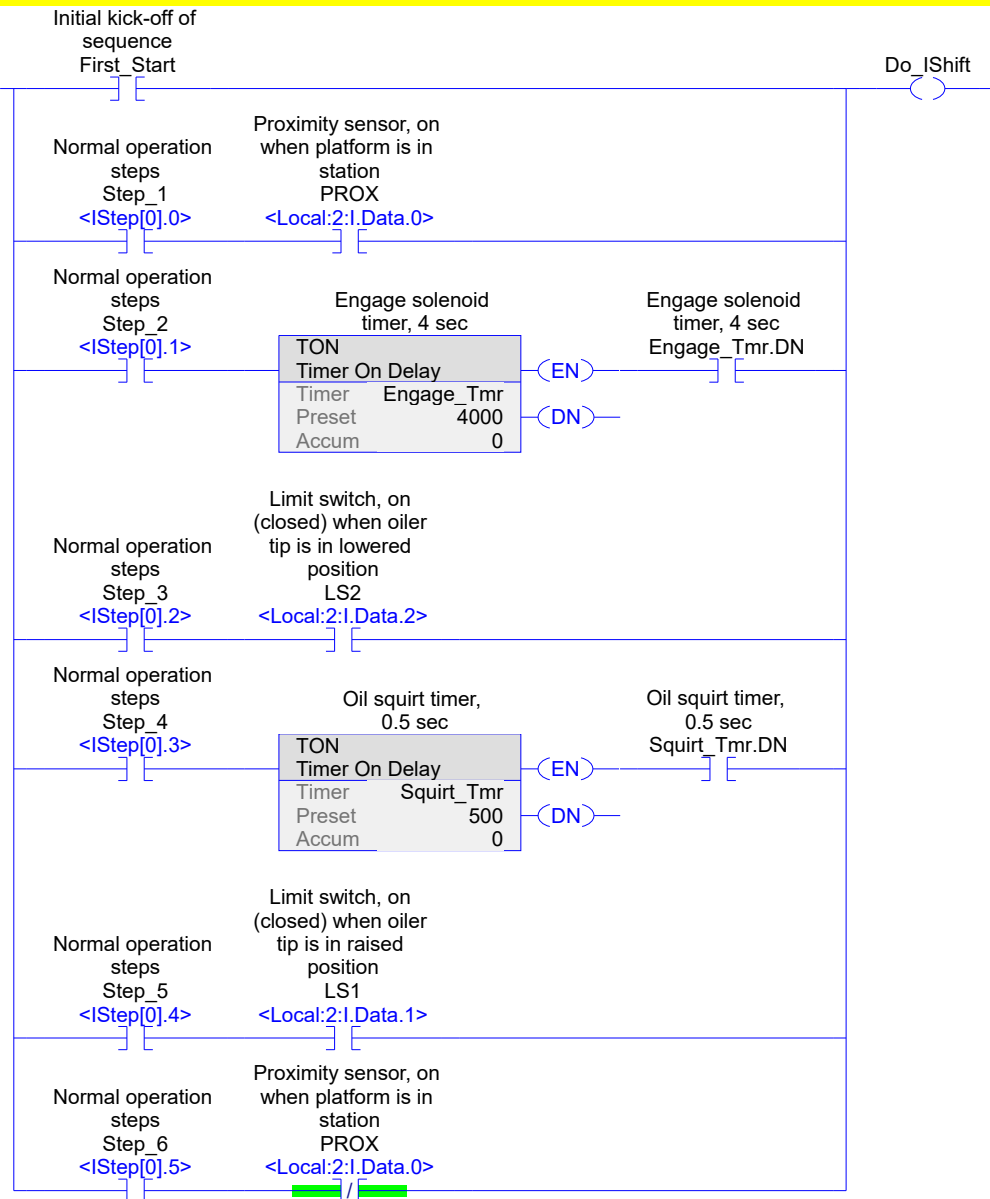 Initial kick-off of
sequence
First_Start
Do_IShift
Normal operation
steps
Step_1
<IStep[0].0>
Proximity sensor, on
when platform is in
station
PROX
<Local:2:I.Data.0>
Normal operation
steps
Step_2
<IStep[0].1>
Engage solenoid
timer, 4 sec
TON
Timer On Delay
Timer Engage_Tmr
Preset 4000
Accum 0
EN
DN
Engage solenoid
timer, 4 sec
Engage_Tmr.DN
Normal operation
steps
Step_3
<IStep[0].2>
Limit switch, on
(closed) when oiler
tip is in lowered
position
LS2
<Local:2:I.Data.2>
Normal operation
steps
Step_4
<IStep[0].3>
Oil squirt timer,
0.5 sec
TON
Timer On Delay
Timer Squirt_Tmr
Preset 500
Accum 0
EN
DN
Oil squirt timer,
0.5 sec
Squirt_Tmr.DN
Normal operation
steps
Step_5
<IStep[0].4>
Limit switch, on
(closed) when oiler
tip is in raised
position
LS1
<Local:2:I.Data.1>
Normal operation
steps
Step_6
<IStep[0].5>
Proximity sensor, on
when platform is in
station
PROX
<Local:2:I.Data.0>